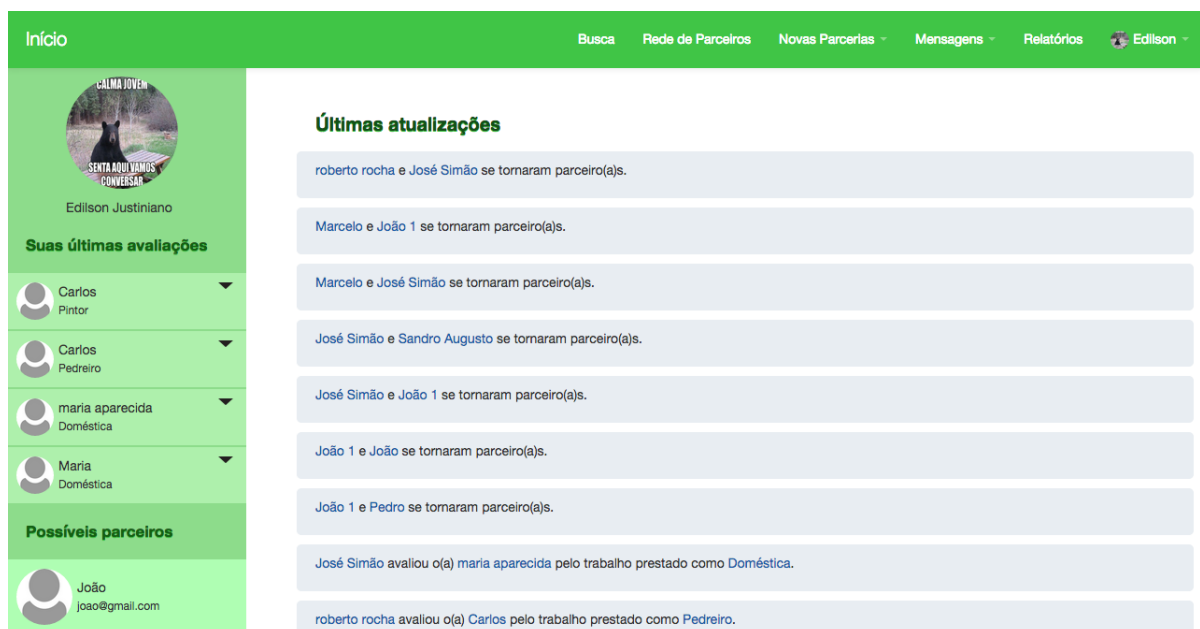 Início
Busca
Rede de Parceiros
Novas Parcerias
Mensagens
Relatórios
Edilson
CALMA JOVEM
SENTA AQUI VAMOS
CONVERSAR
Edilson Justiniano
Suas últimas avaliações
Carlos
Pintor
Carlos
Pedreiro
maria aparecida
Doméstica
Maria
Doméstica
Possíveis parceiros
João
joao@gmail.com
Últimas atualizações
roberto rocha e José Simão se tornaram parceiro(a)s.
Marcelo e João 1 se tornaram parceiro(a)s.
Marcelo e José Simão se tornaram parceiro(a)s.
José Simão e Sandro Augusto se tornaram parceiro(a)s.
José Simão e João 1 se tornaram parceiro(a)s.
João 1 e João se tornaram parceiro(a)s.
João 1 e Pedro se tornaram parceiro(a)s.
José Simão avaliou o(a) maria aparecida pelo trabalho prestado como Doméstica.
roberto rocha avaliou o(a) Carlos pelo trabalho prestado como Pedreiro.